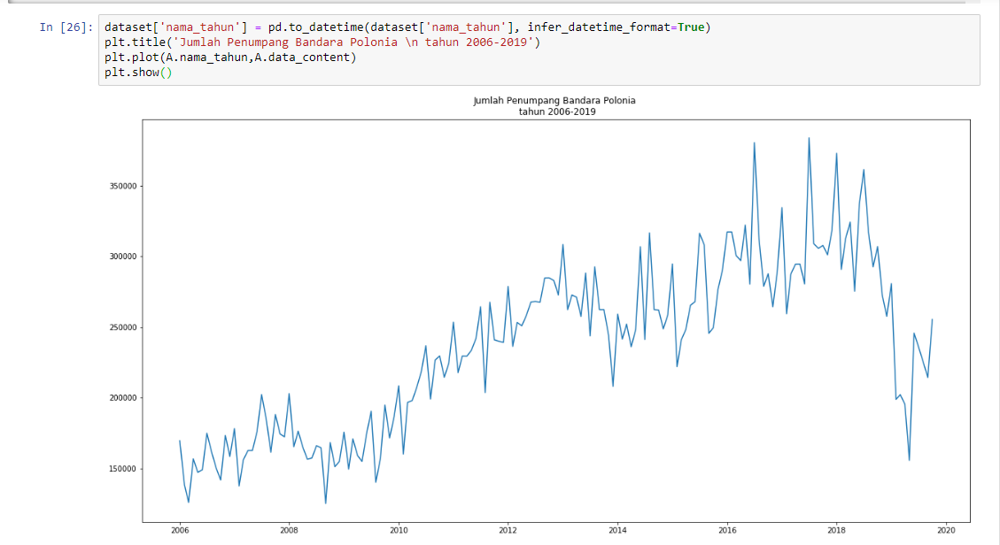 In [26]: dataset['nama_tahun'] = pd.to_datetime(dataset['nama_tahun'], infer_datetime_format=True)
plt.title('Jumlah Penumpang Bandara Polonia \n tahun 2006-2019')
plt.plot(A.nama_tahun,A.data_content)
plt.show()
Jumlah Penumpang Bandara Polonia
tahun 2006-2019
350000
300000
250000
200000
150000
2006 2008 2010 2012 2014 2016 2018 2020